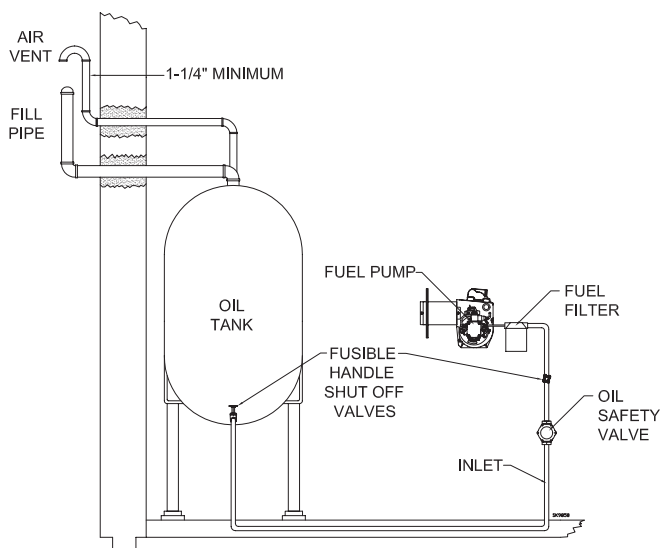 AIR
VENT
1-1/4" MINIMUM
FILL
PIPE
OIL
TANK
FUEL PUMP
FUEL
FILTER
FUSIBLE
HANDLE
SHUT OFF
VALVES
OIL
SAFETY
VALVE
INLET
SK9858